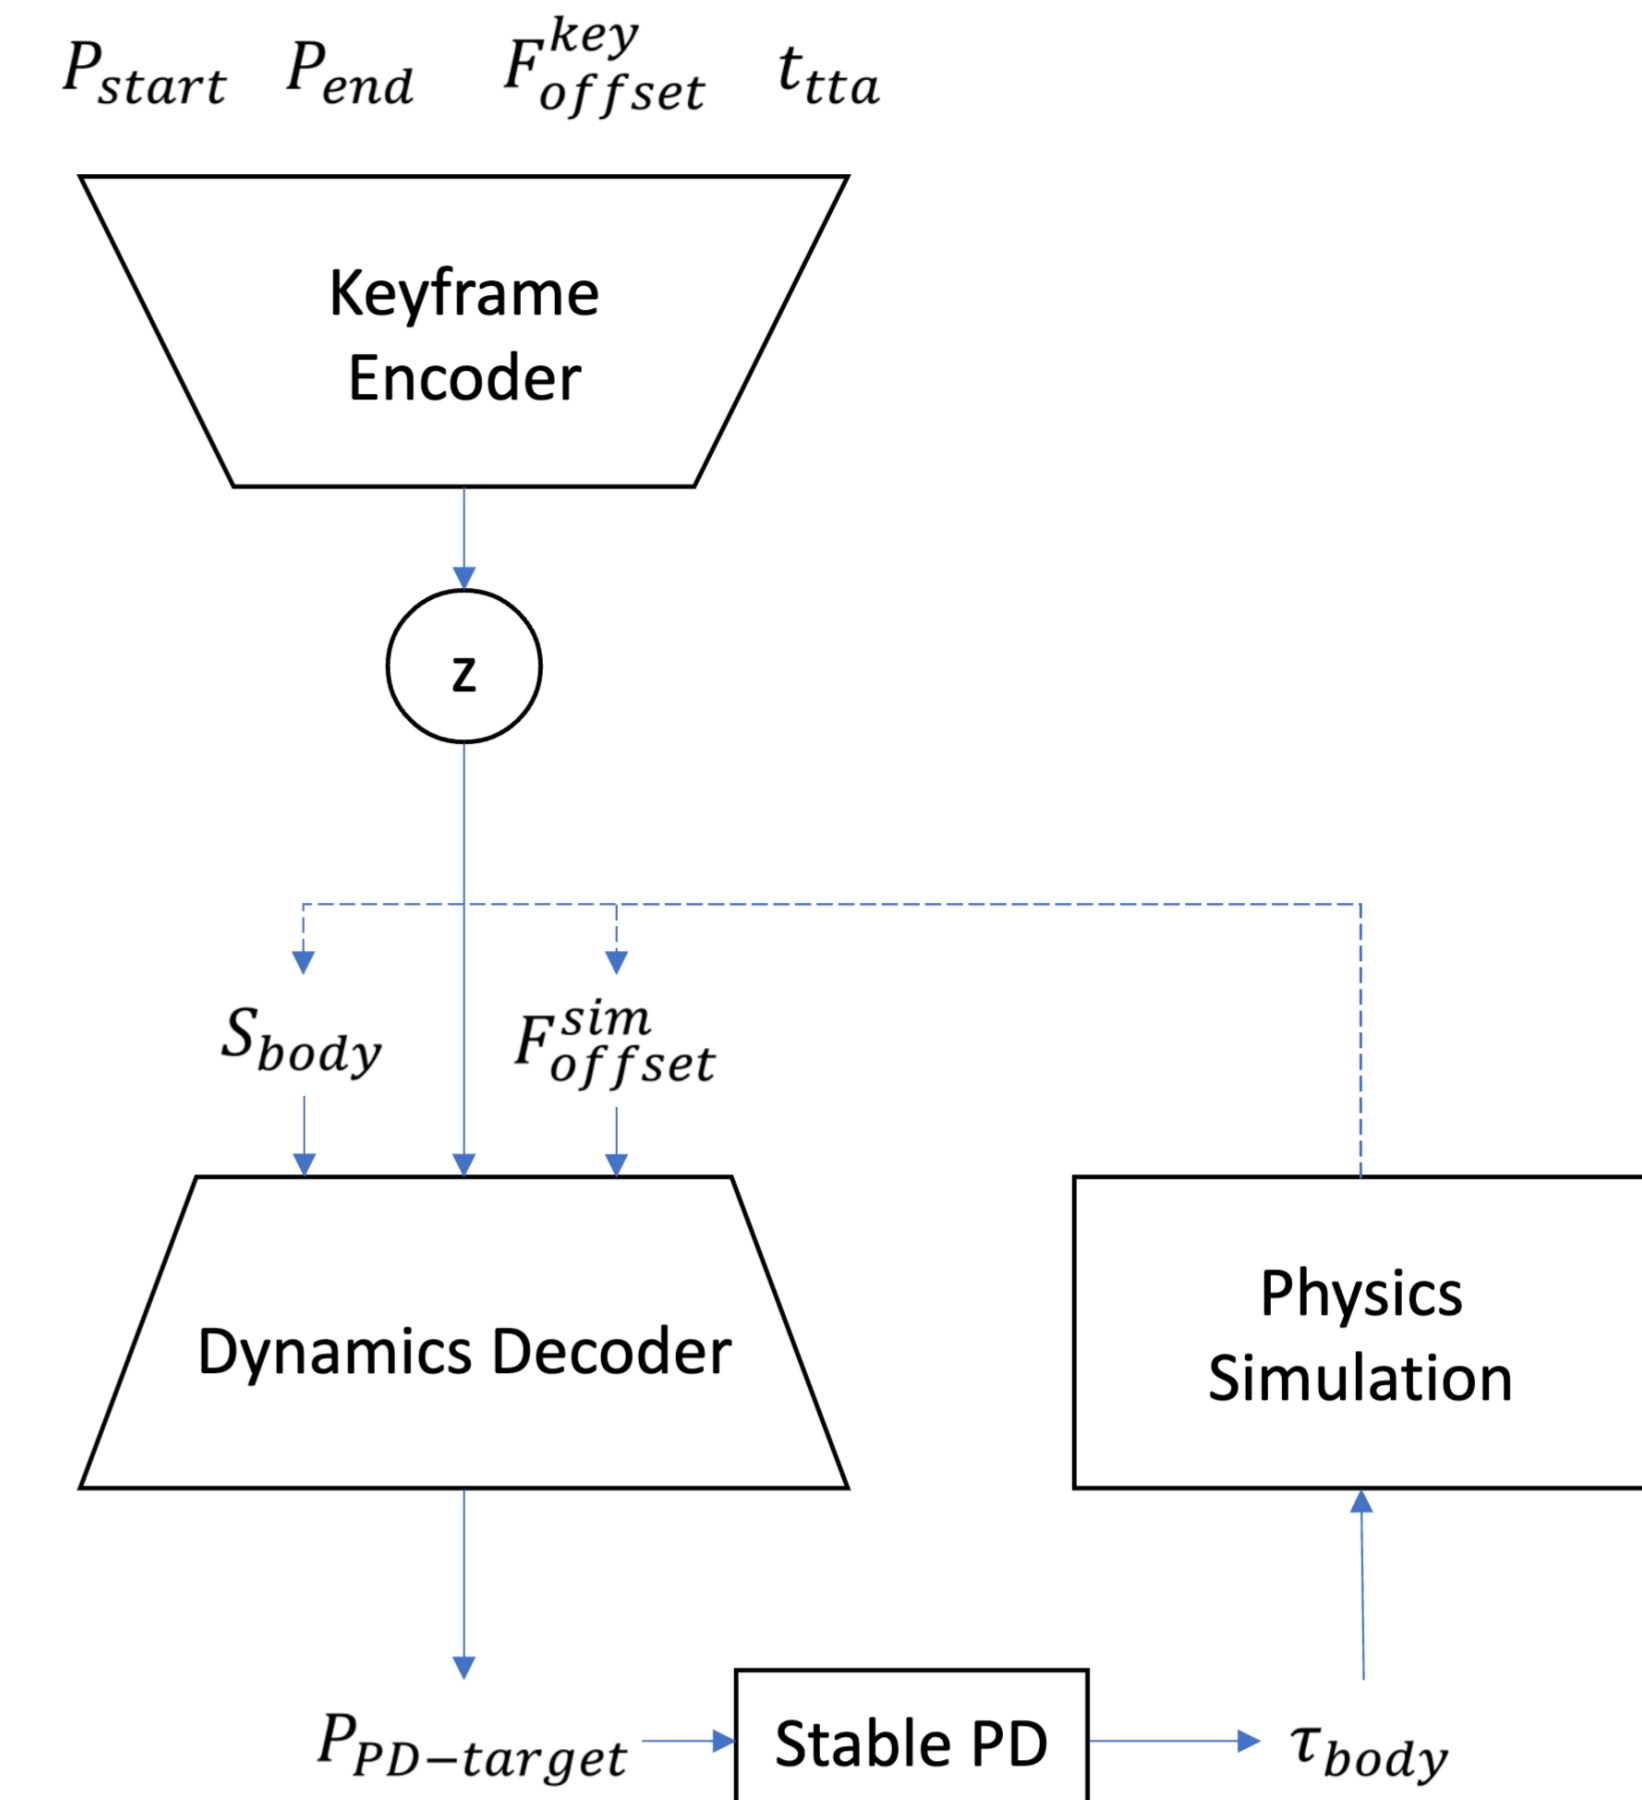 P_start P_end F_offset^key t_tta
Keyframe
Encoder
z
S_body F_offset^sim
Dynamics Decoder
Physics
Simulation
P_PD−target Stable PD τ_body